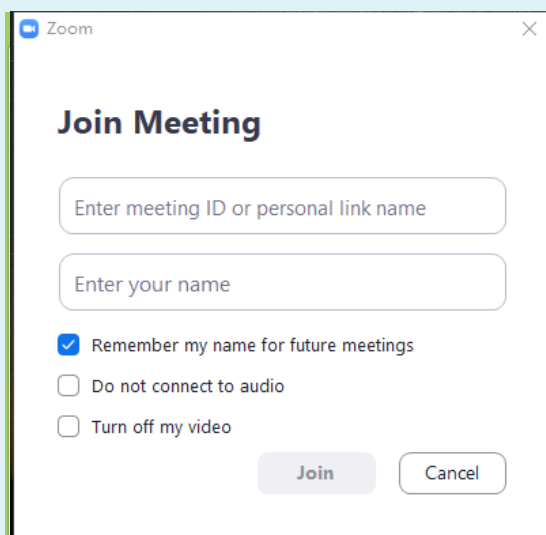 Zoom
Join Meeting
Enter meeting ID or personal link name
Enter your name
Remember my name for future meetings
Do not connect to audio
Turn off my video
Join Cancel